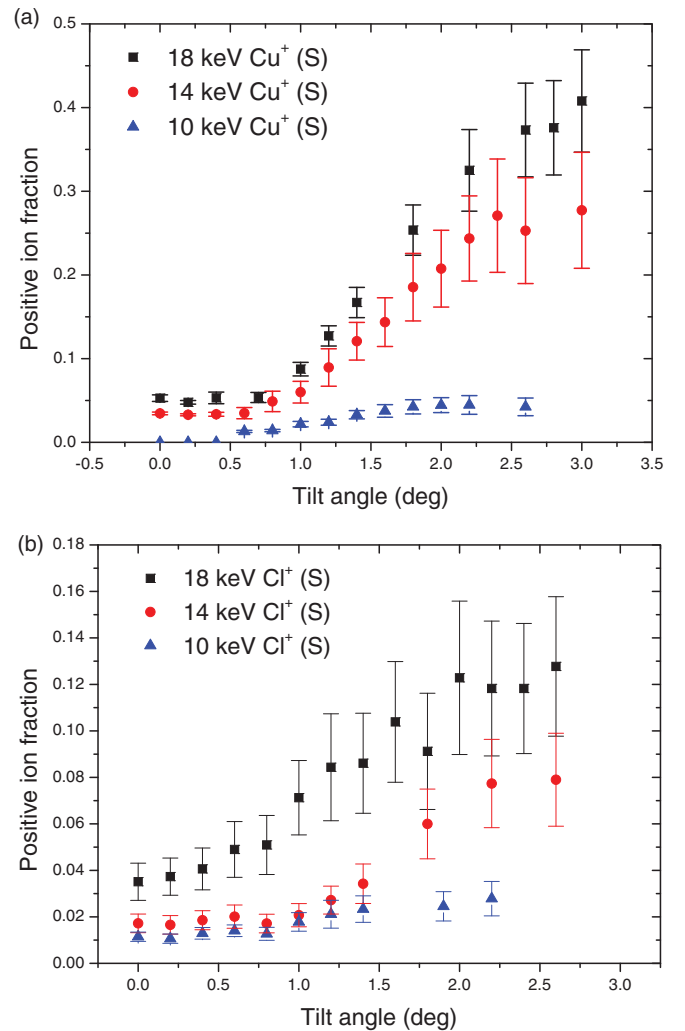 (a)
0.5
18 keV Cu⁺ (S)
14 keV Cu⁺ (S)
10 keV Cu⁺ (S)
0.4
0.3
0.2
0.1
0.0
Positive ion fraction
-0.5 0.0 0.5 1.0 1.5 2.0 2.5 3.0 3.5
Tilt angle (deg)
(b)
0.18
18 keV Cl⁺ (S)
0.16
14 keV Cl⁺ (S)
10 keV Cl⁺ (S)
0.14
0.12
0.10
0.08
0.06
0.04
0.02
0.00
Positive ion fraction
0.0 0.5 1.0 1.5 2.0 2.5 3.0
Tilt angle (deg)